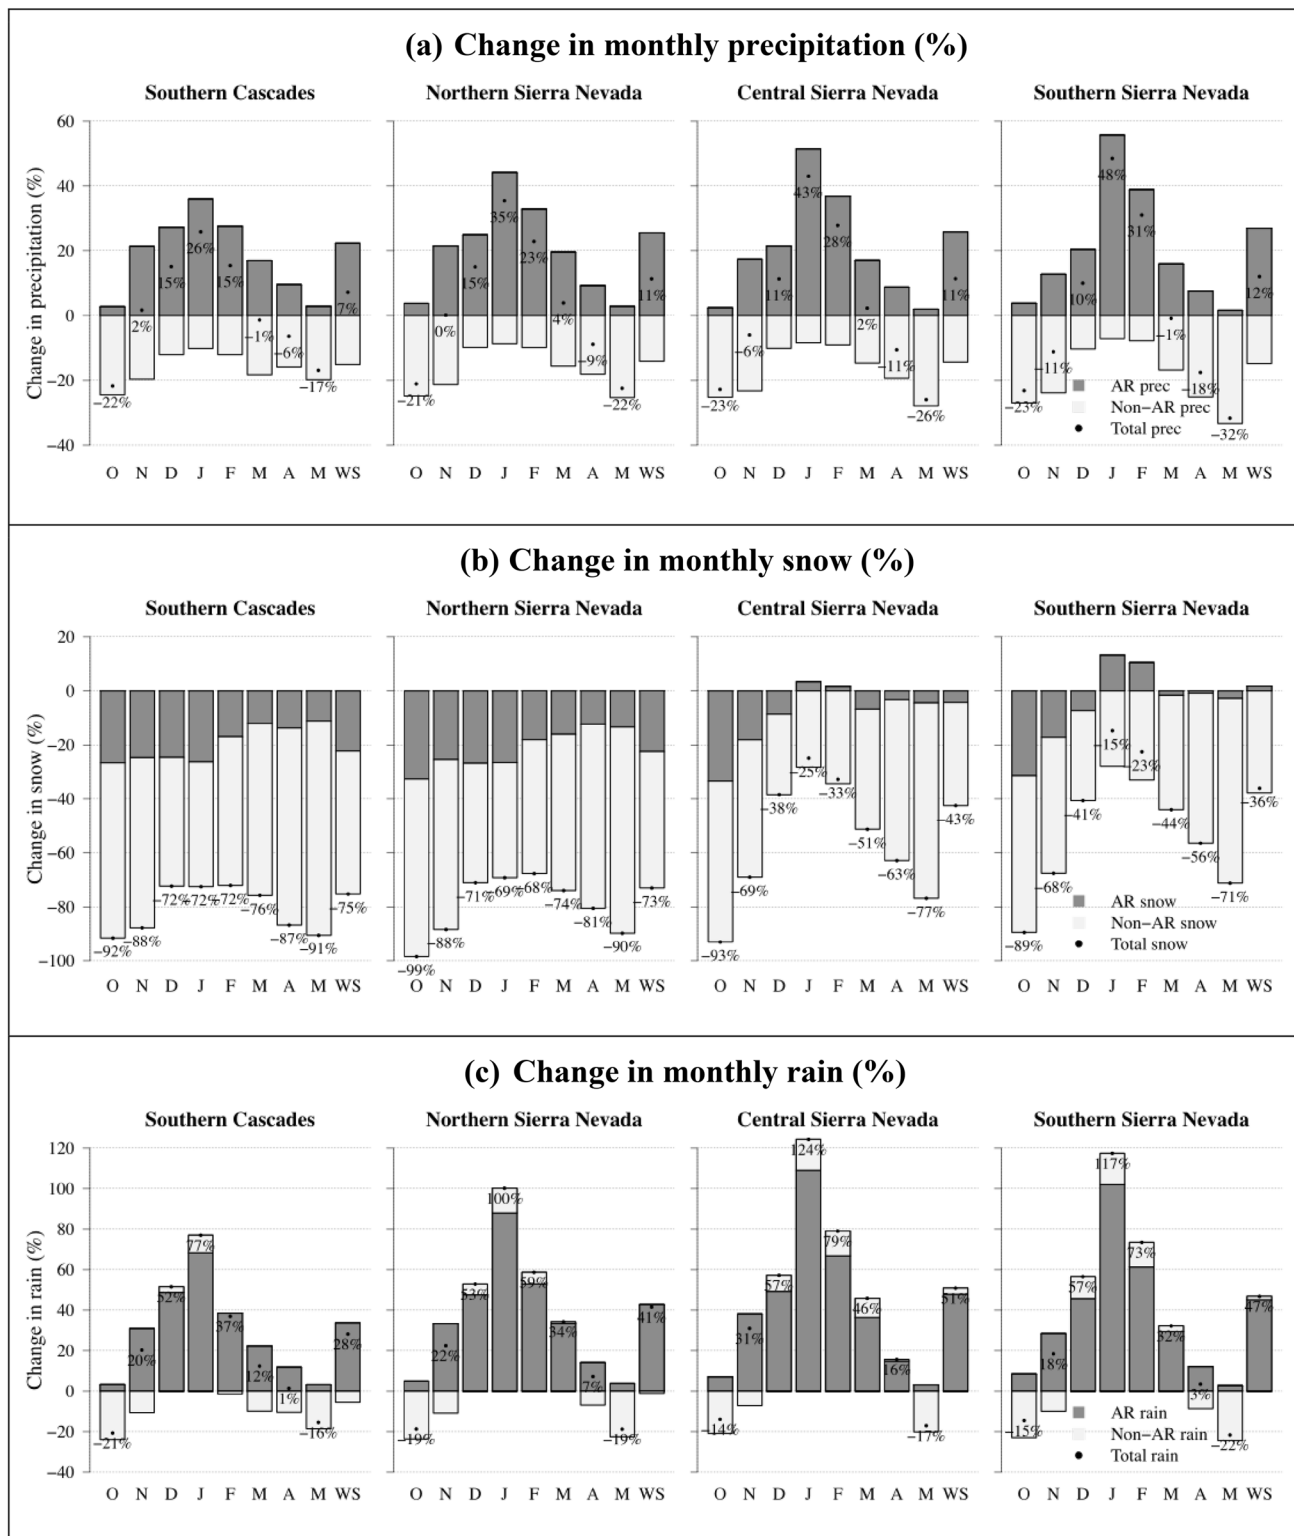 (a) Change in monthly precipitation (%)
Southern Cascades Northern Sierra Nevada Central Sierra Nevada Southern Sierra Nevada
Change in precipitation (%)
60
40
20
0
−20
−40
−22% 2% 15% 26% 15% −1% −6% −17% 7%
−21% 0% 15% 35% 23% 4% −9% −22% 11%
−23% −6% 11% 43% 28% 2% −11% −26% 11%
−23% −11% 10% 48% 31% −1% −18% −32% 12%
AR prec
Non−AR prec
Total prec
O N D J F M A M WS O N D J F M A M WS O N D J F M A M WS O N D J F M A M WS
(b) Change in monthly snow (%)
Southern Cascades Northern Sierra Nevada Central Sierra Nevada Southern Sierra Nevada
Change in snow (%)
20
0
−20
−40
−60
−80
−100
−92% −88% −72% −72% −72% −76% −87% −91% −75%
−99% −88% −71% −69% −68% −74% −81% −90% −73%
−93% −69% −38% −25% −33% −51% −63% −77% −43%
−89% −68% −41% −15% −23% −44% −56% −71% −36%
AR snow
Non−AR snow
Total snow
O N D J F M A M WS O N D J F M A M WS O N D J F M A M WS O N D J F M A M WS
(c) Change in monthly rain (%)
Southern Cascades Northern Sierra Nevada Central Sierra Nevada Southern Sierra Nevada
Change in rain (%)
120
100
80
60
40
20
0
−20
−40
−21% 20% 52% 77% 37% 12% 1% −16% 28%
−19% 22% 53% 100% 59% 34% 7% −19% 41%
−14% 31% 57% 124% 79% 46% 16% −17% 51%
−15% 18% 57% 117% 73% 32% 3% −22% 47%
AR rain
Non−AR rain
Total rain
O N D J F M A M WS O N D J F M A M WS O N D J F M A M WS O N D J F M A M WS